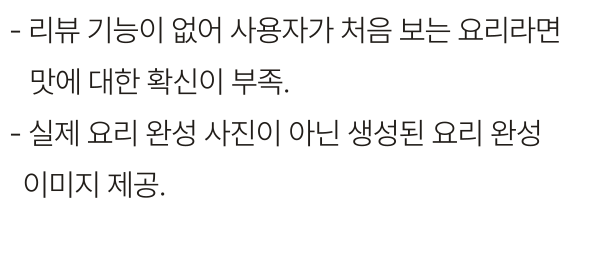 - 리뷰 기능이 없어 사용자가 처음 보는 요리라면
맛에 대한 확신이 부족.
- 실제 요리 완성 사진이 아닌 생성된 요리 완성
이미지 제공.